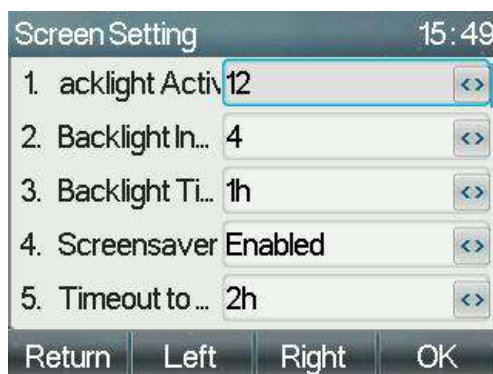 Screen Setting 15:49
1. acklight Activ 12
2. Backlight In... 4
3. Backlight Ti... 1h
4. Screensaver Enabled
5. Timeout to ... 2h
Return Left Right OK